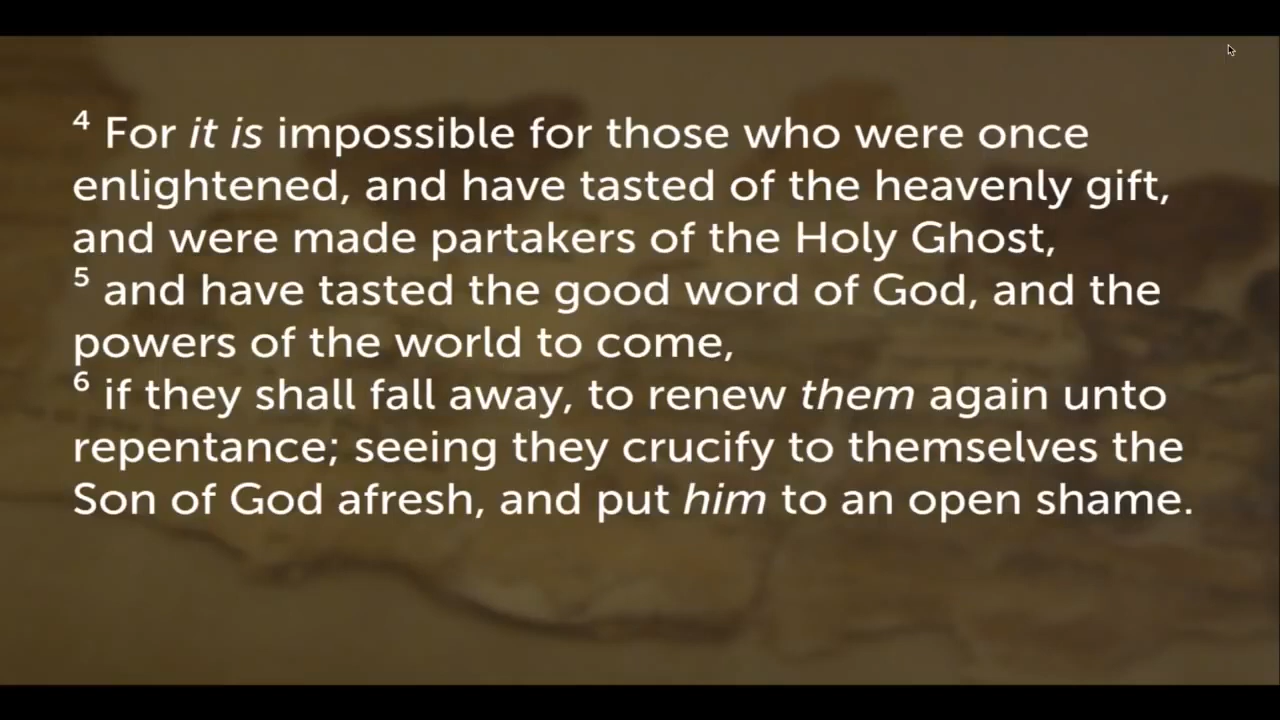 ⁴ For it is impossible for those who were once
enlightened, and have tasted of the heavenly gift,
and were made partakers of the Holy Ghost,
⁵ and have tasted the good word of God, and the
powers of the world to come,
⁶ if they shall fall away, to renew them again unto
repentance; seeing they crucify to themselves the
Son of God afresh, and put him to an open shame.